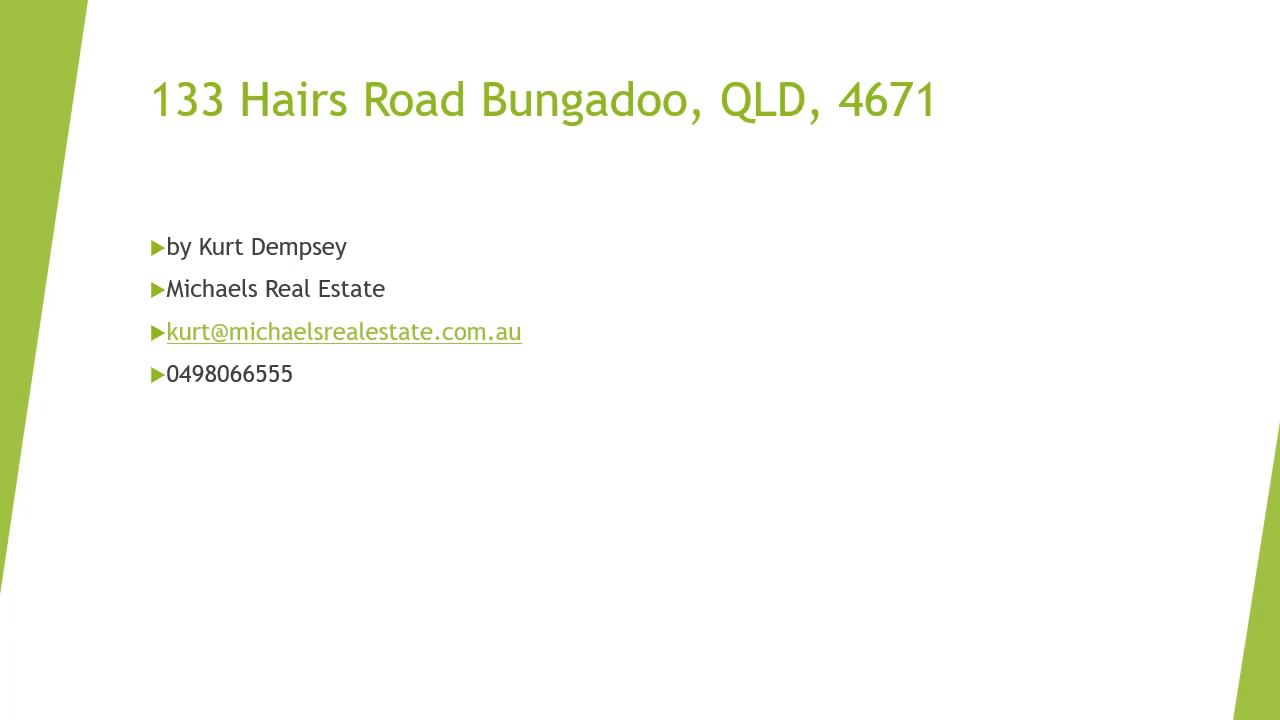 133 Hairs Road Bungadoo, QLD, 4671
by Kurt Dempsey
Michaels Real Estate
kurt@michaelsrealestate.com.au
0498066555